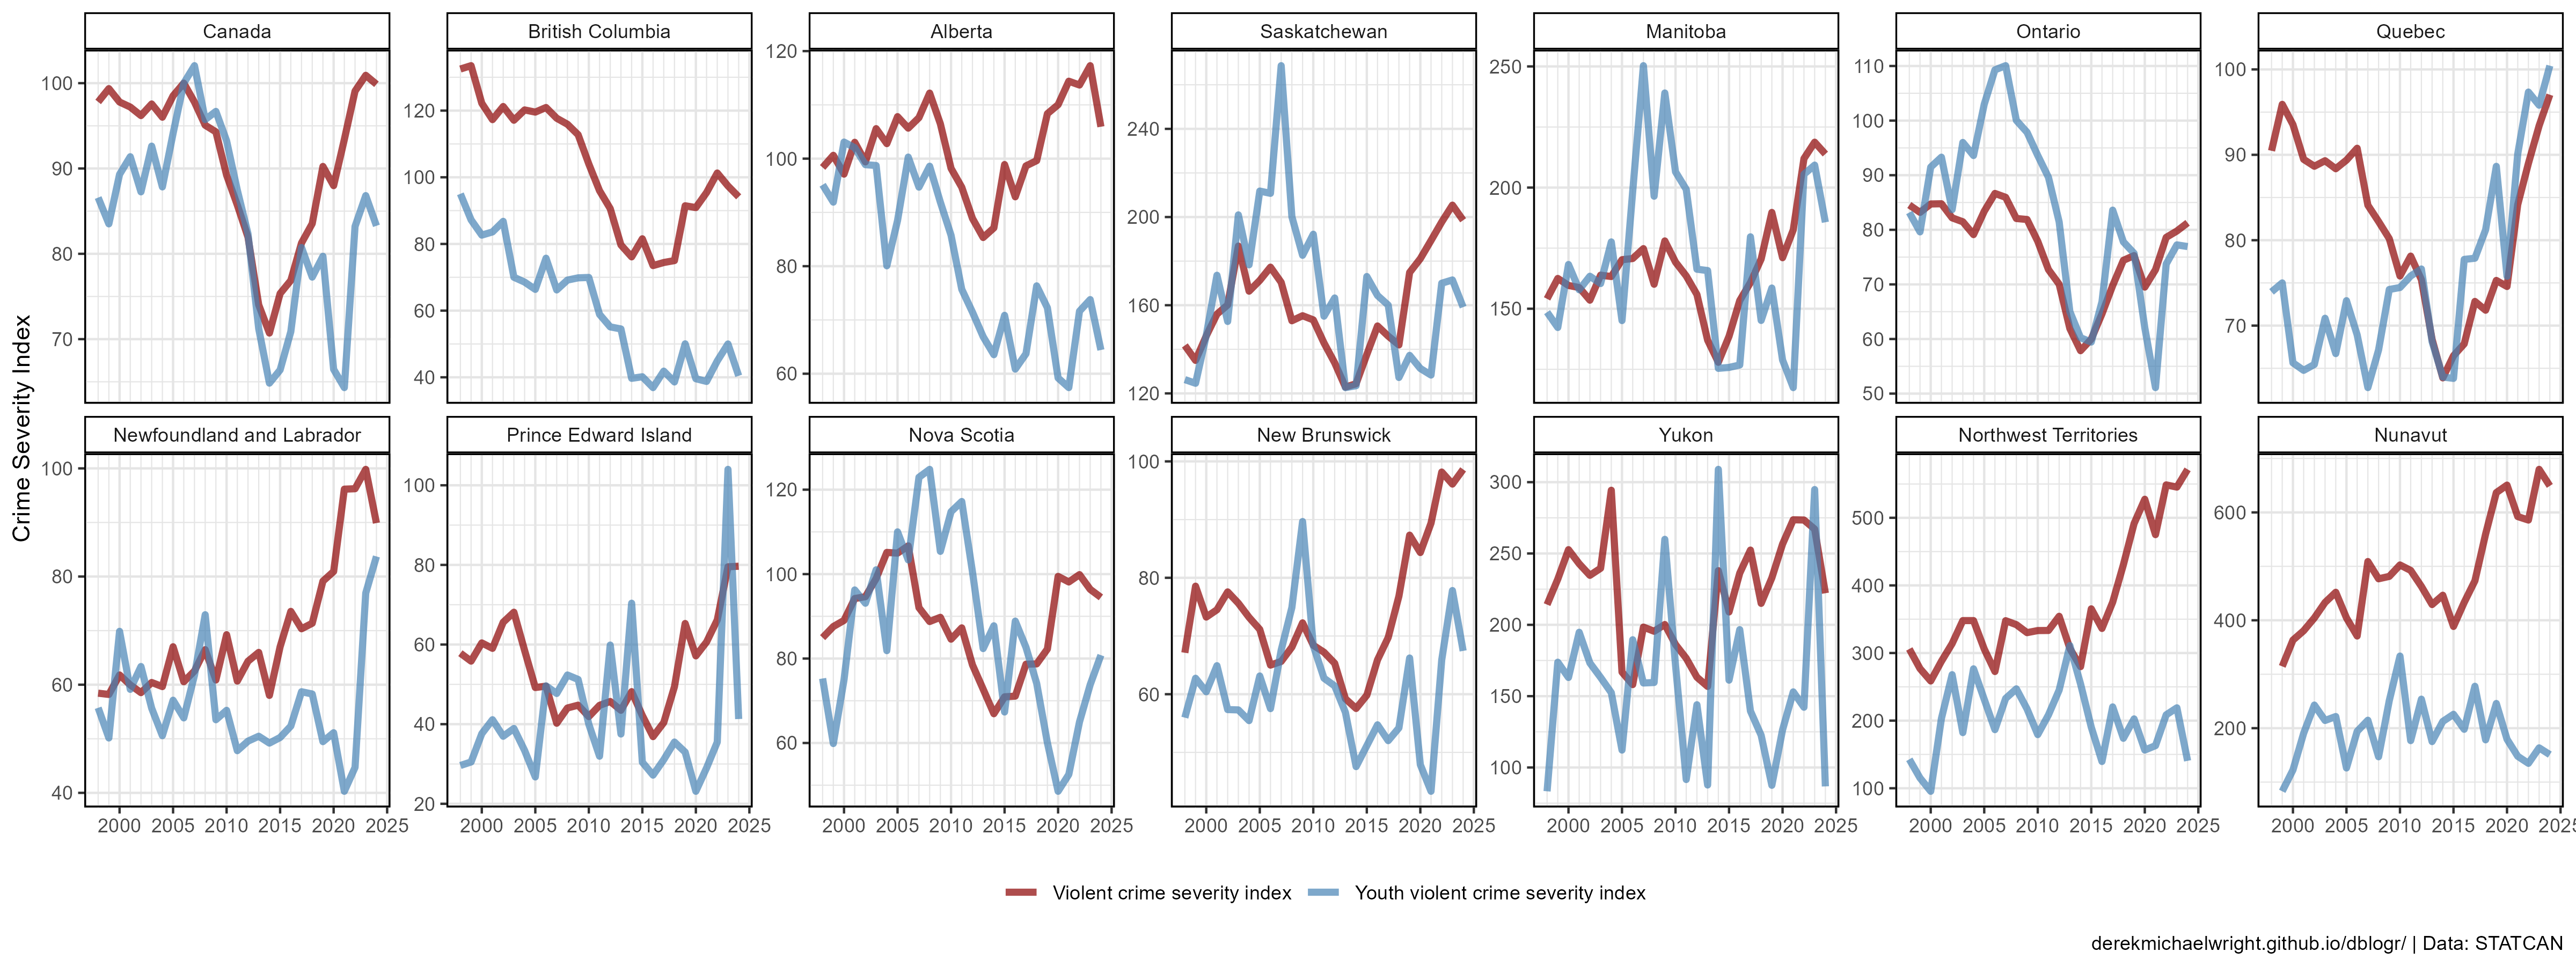 Canada
British Columbia
Alberta
Saskatchewan
Manitoba
Ontario
Quebec
100
90
80
70
120
100
80
60
40
120
100
80
60
240
200
160
120
250
200
150
110
100
90
80
70
60
50
100
90
80
70
Crime Severity Index
Newfoundland and Labrador
Prince Edward Island
Nova Scotia
New Brunswick
Yukon
Northwest Territories
Nunavut
100
80
60
40
100
80
60
40
20
120
100
80
60
100
80
60
300
250
200
150
100
500
400
300
200
100
600
400
200
2000 2005 2010 2015 2020 2025
2000 2005 2010 2015 2020 2025
2000 2005 2010 2015 2020 2025
2000 2005 2010 2015 2020 2025
2000 2005 2010 2015 2020 2025
2000 2005 2010 2015 2020 2025
2000 2005 2010 2015 2020 2025
Violent crime severity index Youth violent crime severity index
derekmichaelwright.github.io/dblogr/ | Data: STATCAN